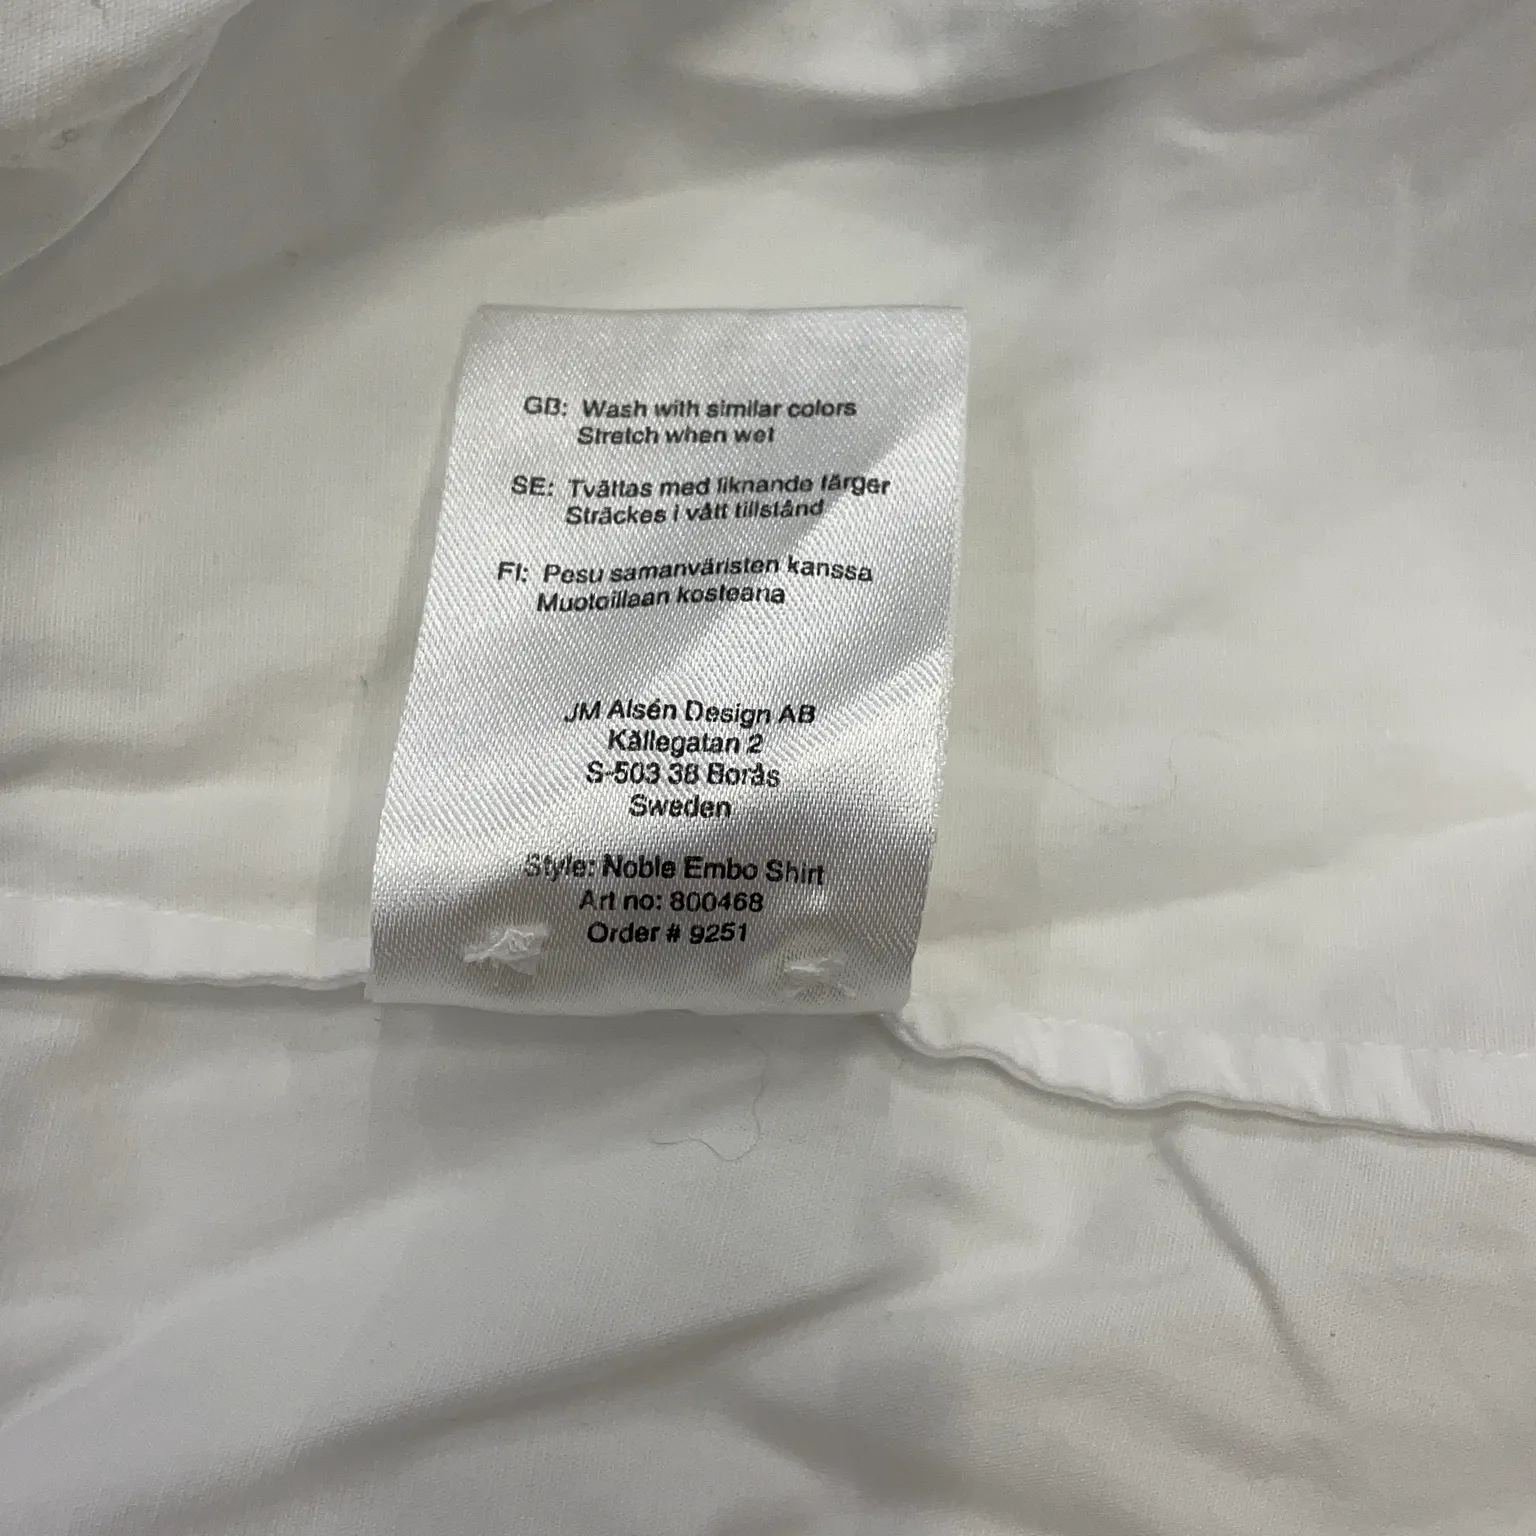 GB: Wash with similar colors
Stretch when wet
SE: Tvättas med liknande färger
Sträckes i vått tillstånd
FI: Pesu samanväristen kanssa
Muotoillaan kosteana
JM Alsén Design AB
Källegatan 2
S-503 38 Borås
Sweden
Style: Noble Embo Shirt
Art no: 800468
Order # 9251